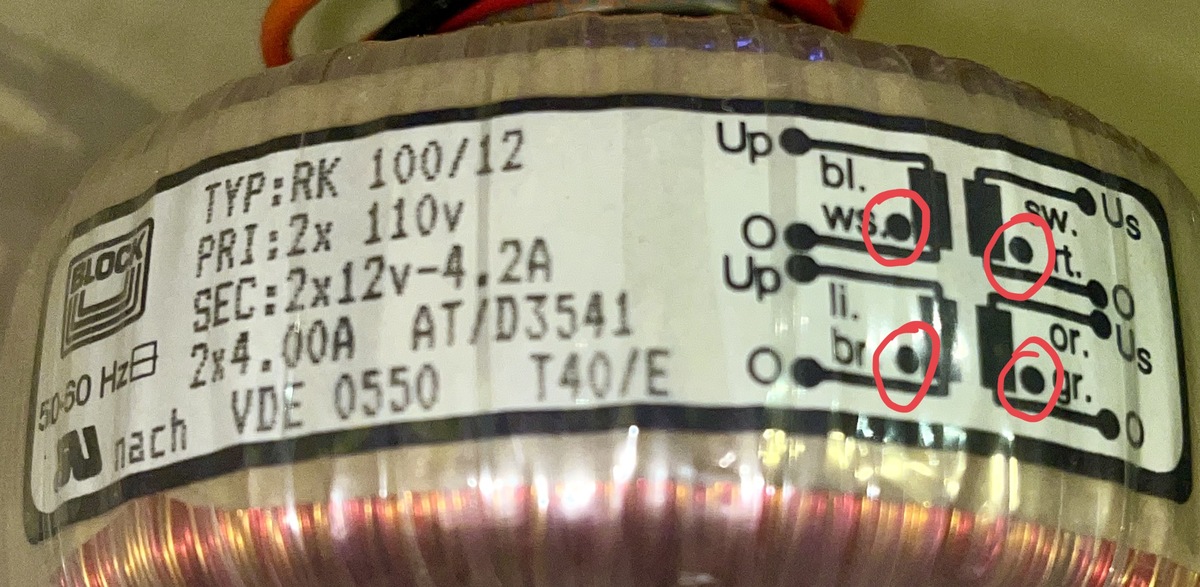 BLOCK
50-60 Hz
nach
TYP:RK 100/12
PRI:2x 110v
SEC:2x12v-4.2A
2x4.00A AT/D3541
VDE 0550 T40/E
Up
bl.
ws.
O
Up
li.
br
O
Us
sw.
rt.
O
Us
or.
gr.
O